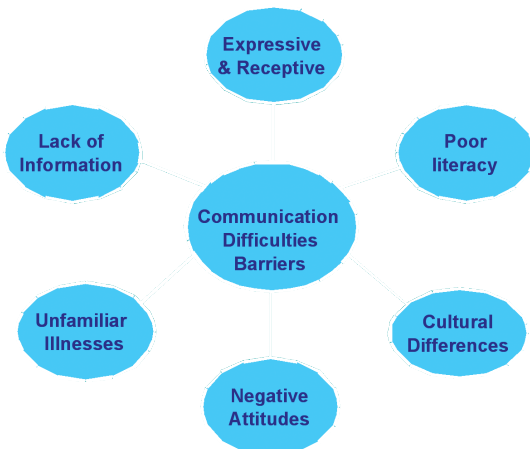 Expressive
& Receptive
Lack of
Information
Poor
literacy
Communication
Difficulties
Barriers
Unfamiliar
Illnesses
Cultural
Differences
Negative
Attitudes